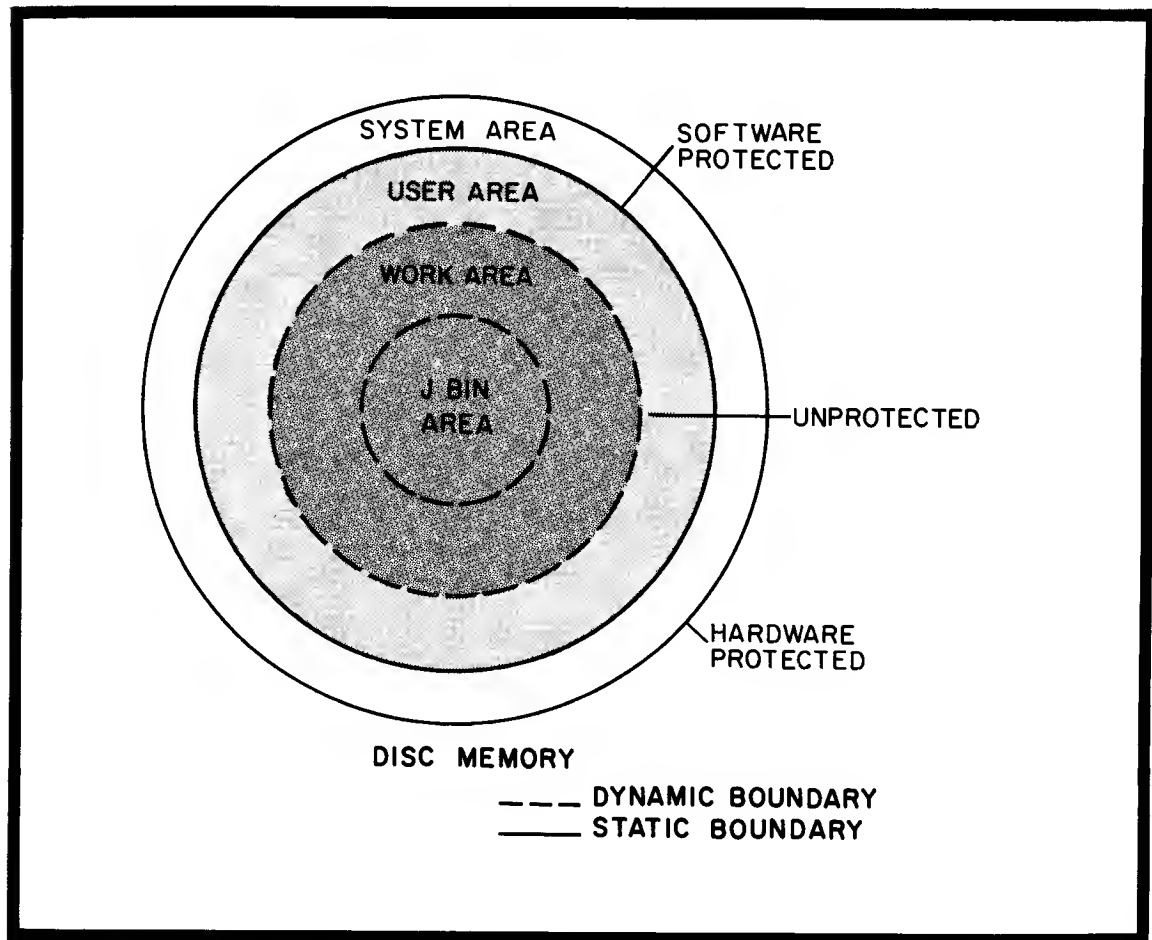 SYSTEM AREA
SOFTWARE
PROTECTED
USER AREA
WORK AREA
J BIN
AREA
UNPROTECTED
HARDWARE
PROTECTED
DISC MEMORY
DYNAMIC BOUNDARY
STATIC BOUNDARY